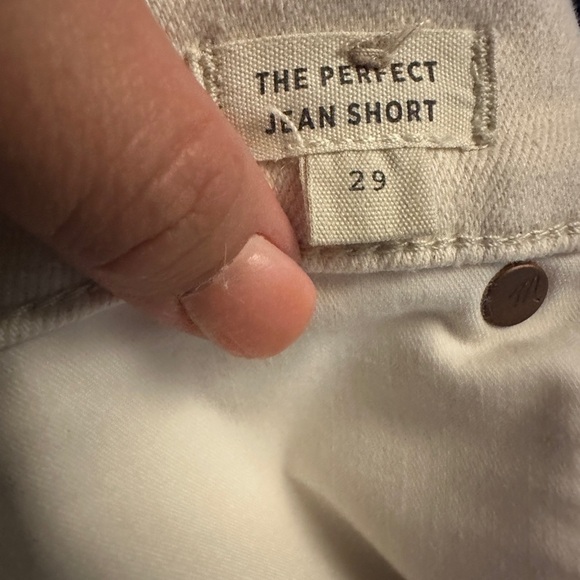 THE PERFECT
JEAN SHORT
29
m